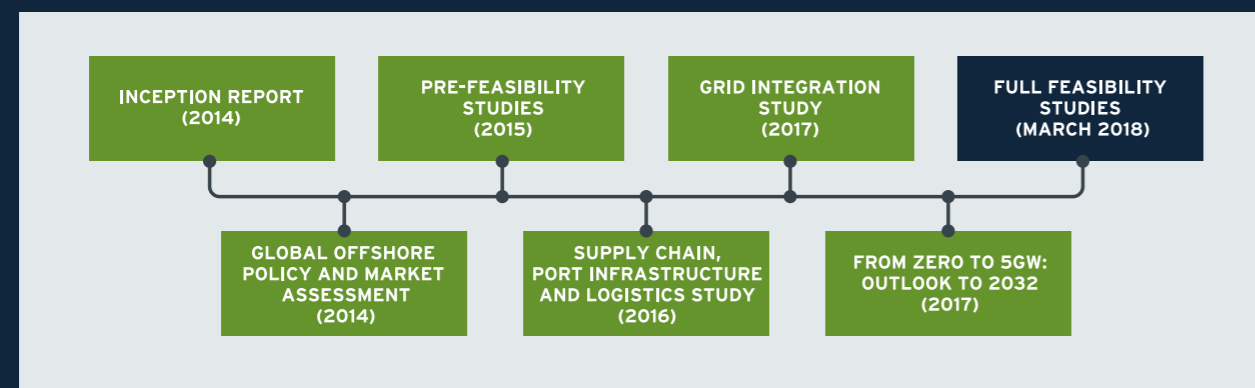 INCEPTION REPORT
(2014)
PRE-FEASIBILITY
STUDIES
(2015)
GRID INTEGRATION
STUDY
(2017)
FULL FEASIBILITY
STUDIES
(MARCH 2018)
GLOBAL OFFSHORE
POLICY AND MARKET
ASSESSMENT
(2014)
SUPPLY CHAIN,
PORT INFRASTRUCTURE
AND LOGISTICS STUDY
(2016)
FROM ZERO TO 5GW:
OUTLOOK TO 2032
(2017)